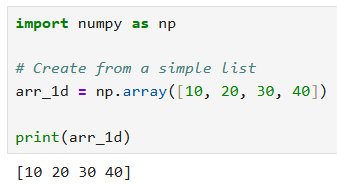 import numpy as np
# Create from a simple list
arr_1d = np.array([10, 20, 30, 40])
print(arr_1d)
[10 20 30 40]